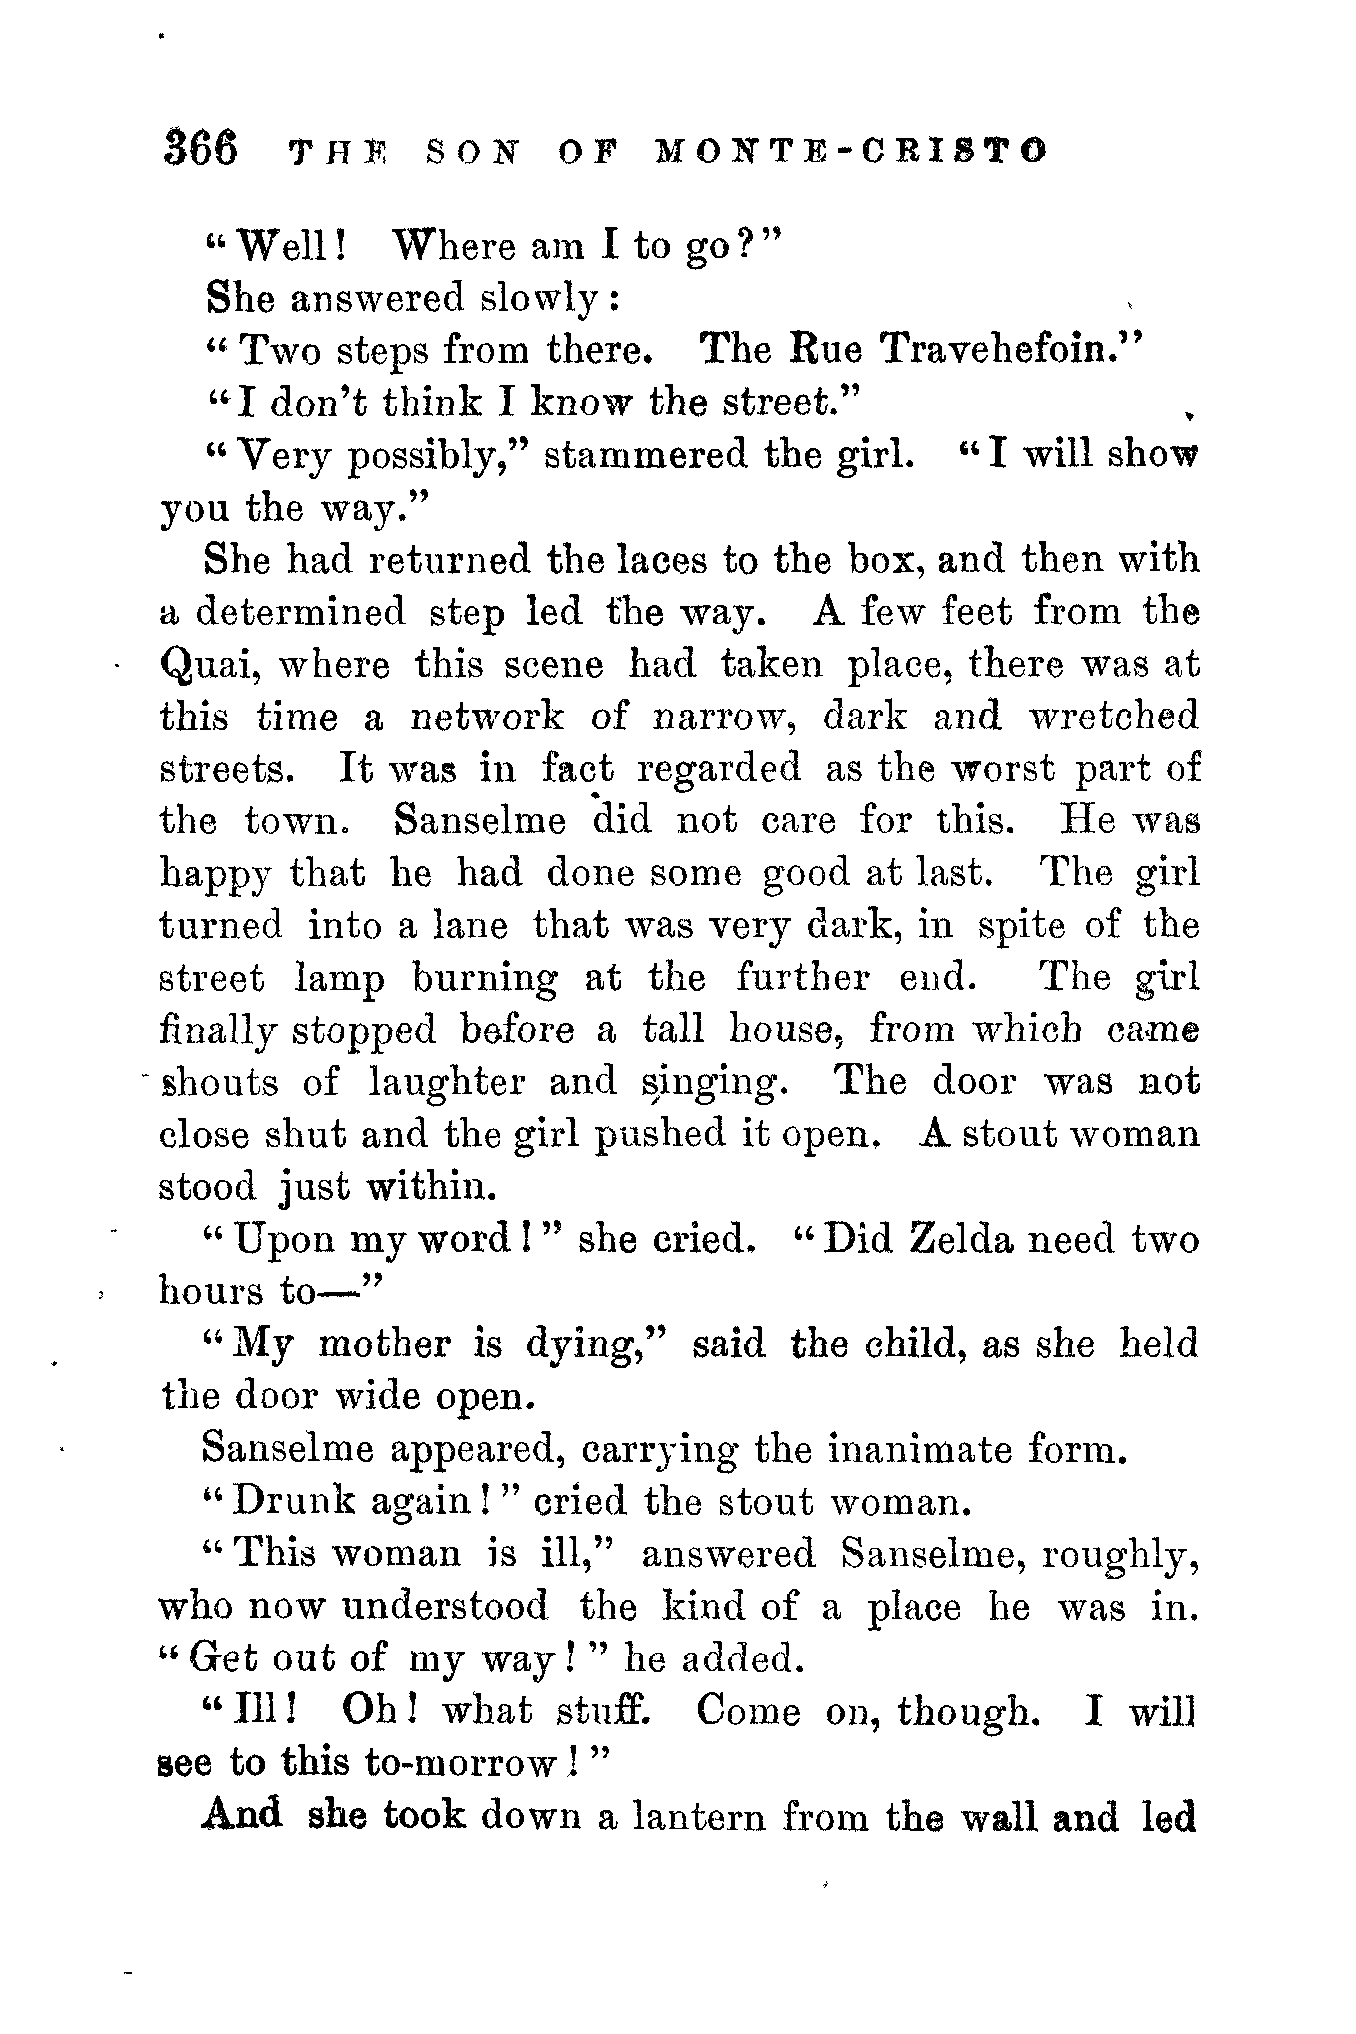 366 THE SON OF MONTE-CRISTO
“Well! Where am I to go?”
She answered slowly:
“Two steps from there. The Rue Travehefoin.”
“I don’t think I know the street.”
“Very possibly,” stammered the girl. “I will show
you the way.”
She had returned the laces to the box, and then with
a determined step led the way. A few feet from the
Quai, where this scene had taken place, there was at
this time a network of narrow, dark and wretched
streets. It was in fact regarded as the worst part of
the town. Sanselme did not care for this. He was
happy that he had done some good at last. The girl
turned into a lane that was very dark, in spite of the
street lamp burning at the further end. The girl
finally stopped before a tall house, from which came
shouts of laughter and singing. The door was not
close shut and the girl pushed it open. A stout woman
stood just within.
“Upon my word!” she cried. “Did Zelda need two
hours to—”
“My mother is dying,” said the child, as she held
the door wide open.
Sanselme appeared, carrying the inanimate form.
“Drunk again!” cried the stout woman.
“This woman is ill,” answered Sanselme, roughly,
who now understood the kind of a place he was in.
“Get out of my way!” he added.
“Ill! Oh! what stuff. Come on, though. I will
see to this to-morrow!”
And she took down a lantern from the wall and led